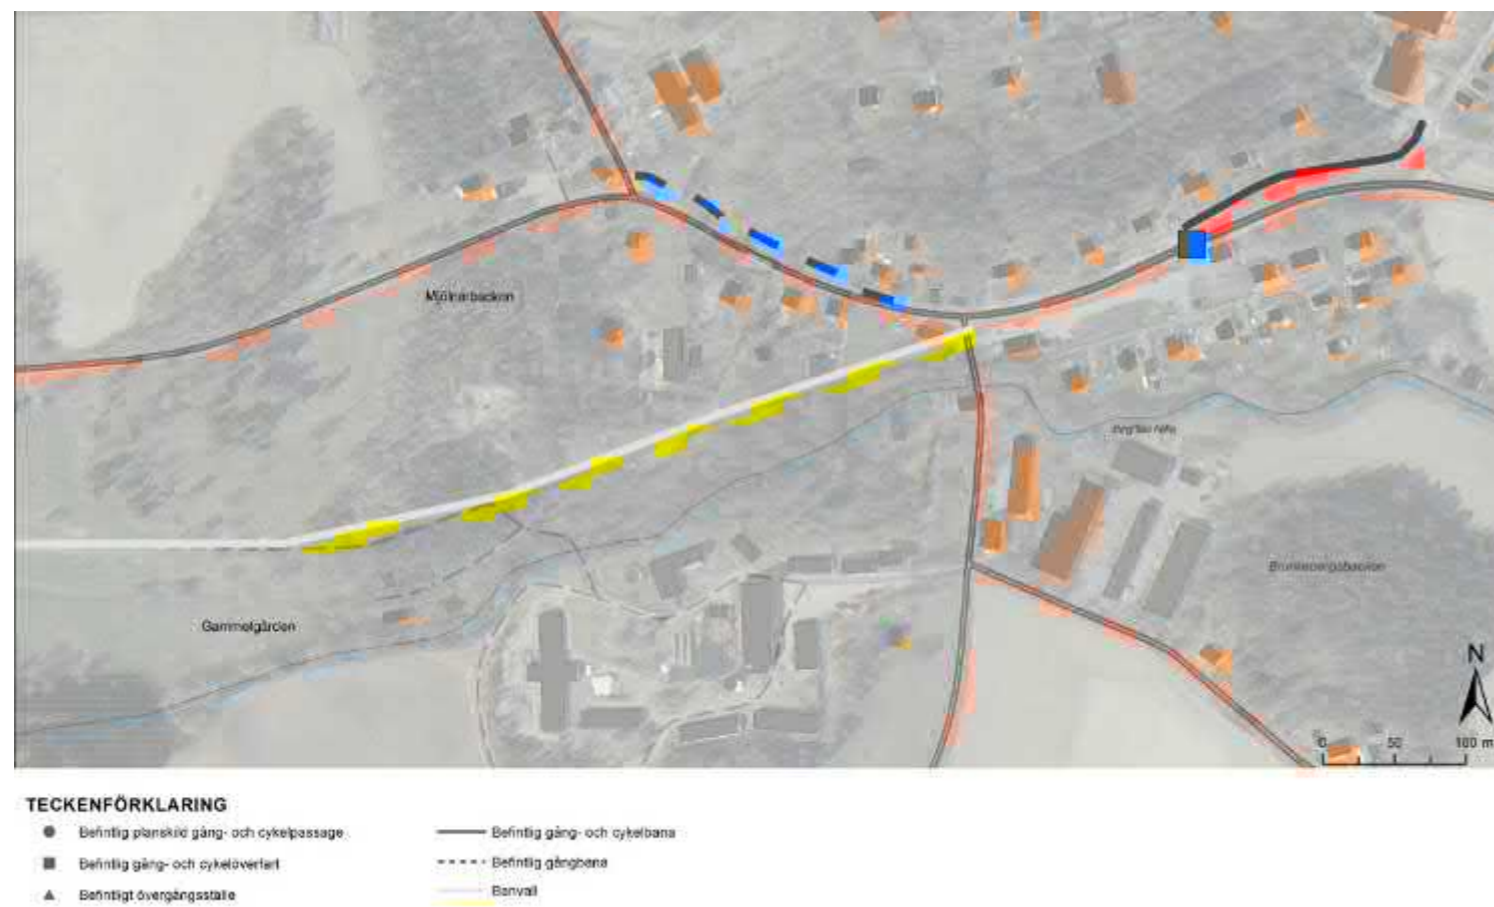 Mjölnarbacken
Gammelgården
N
0 50 100 m
TECKENFÖRKLARING
Befintlig planskild gång- och cykelpassage
Befintlig gång- och cykelöverfart
Befintligt övergångsställe
Befintlig gång- och cykelbana
Befintlig gångbana
Banvall